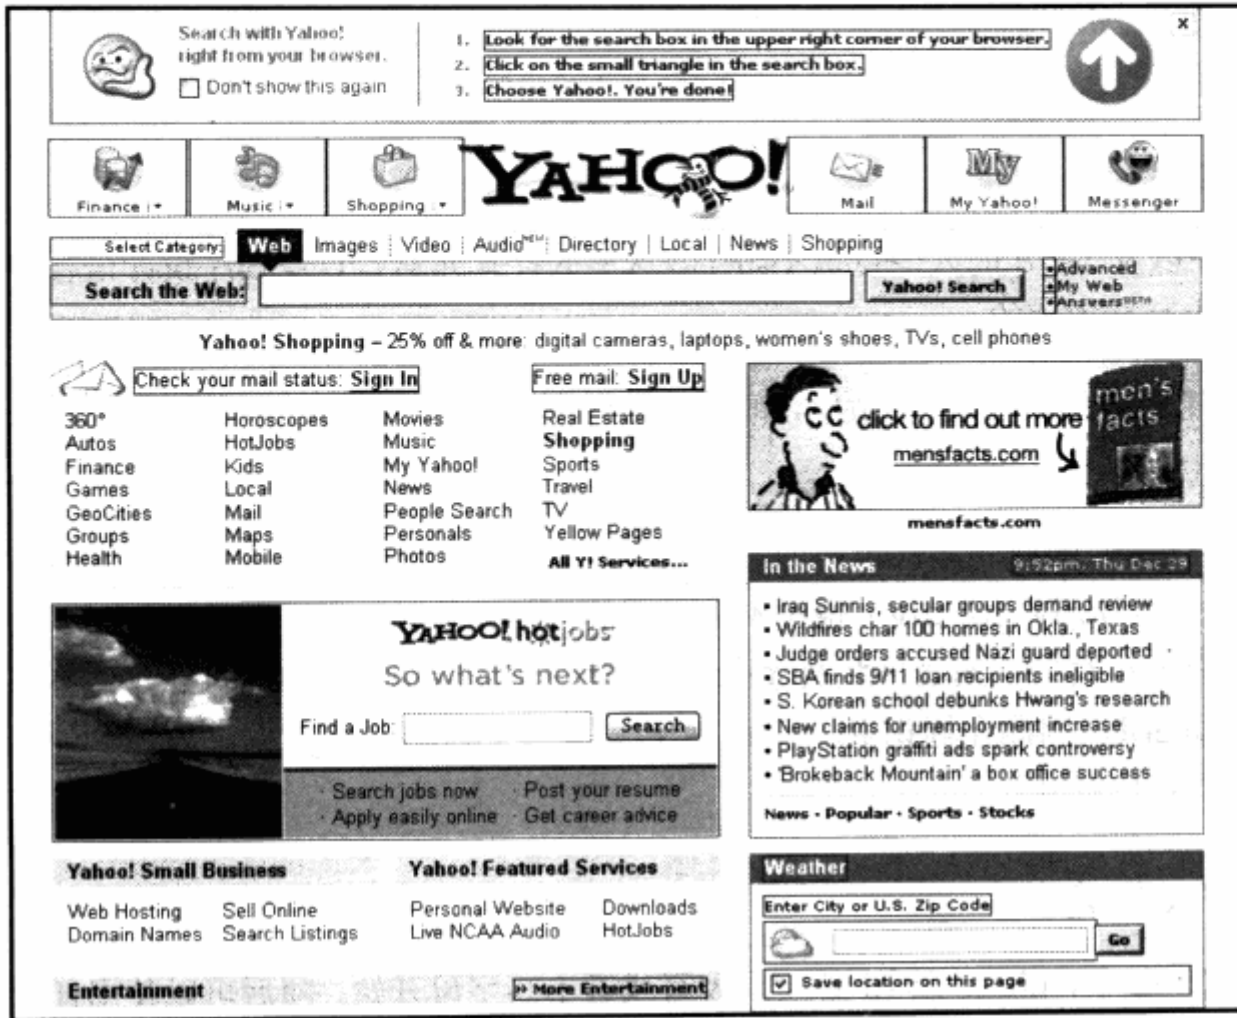 Search with Yahoo!
right from your browser.
Don't show this again
1. Look for the search box in the upper right corner of your browser.
2. Click on the small triangle in the search box.
3. Choose Yahoo!. You're done!
x
Finance
Music
Shopping
YAHOO!
Mail
My Yahoo!
Messenger
Select Category: Web Images Video Audio NEW! Directory Local News Shopping
Search the Web: Yahoo! Search
•Advanced
•My Web
•Answers BETA
Yahoo! Shopping – 25% off & more: digital cameras, laptops, women's shoes, TVs, cell phones
Check your mail status: Sign In Free mail: Sign Up
360° Horoscopes Movies Real Estate
Autos HotJobs Music Shopping
Finance Kids My Yahoo! Sports
Games Local News Travel
GeoCities Mail People Search TV
Groups Maps Personals Yellow Pages
Health Mobile Photos All Y! Services...
click to find out more
mensfacts.com
men's
facts
mensfacts.com
In the News 9:52pm, Thu Dec 29
• Iraq Sunnis, secular groups demand review
• Wildfires char 100 homes in Okla., Texas
• Judge orders accused Nazi guard deported
• SBA finds 9/11 loan recipients ineligible
• S. Korean school debunks Hwang's research
• New claims for unemployment increase
• PlayStation graffiti ads spark controversy
• 'Brokeback Mountain' a box office success
News • Popular • Sports • Stocks
YAHOO! hotjobs
So what's next?
Find a Job: Search
· Search jobs now · Post your resume
· Apply easily online · Get career advice
Yahoo! Small Business
Web Hosting Sell Online
Domain Names Search Listings
Yahoo! Featured Services
Personal Website Downloads
Live NCAA Audio HotJobs
Weather
Enter City or U.S. Zip Code
Go
Save location on this page
Entertainment » More Entertainment